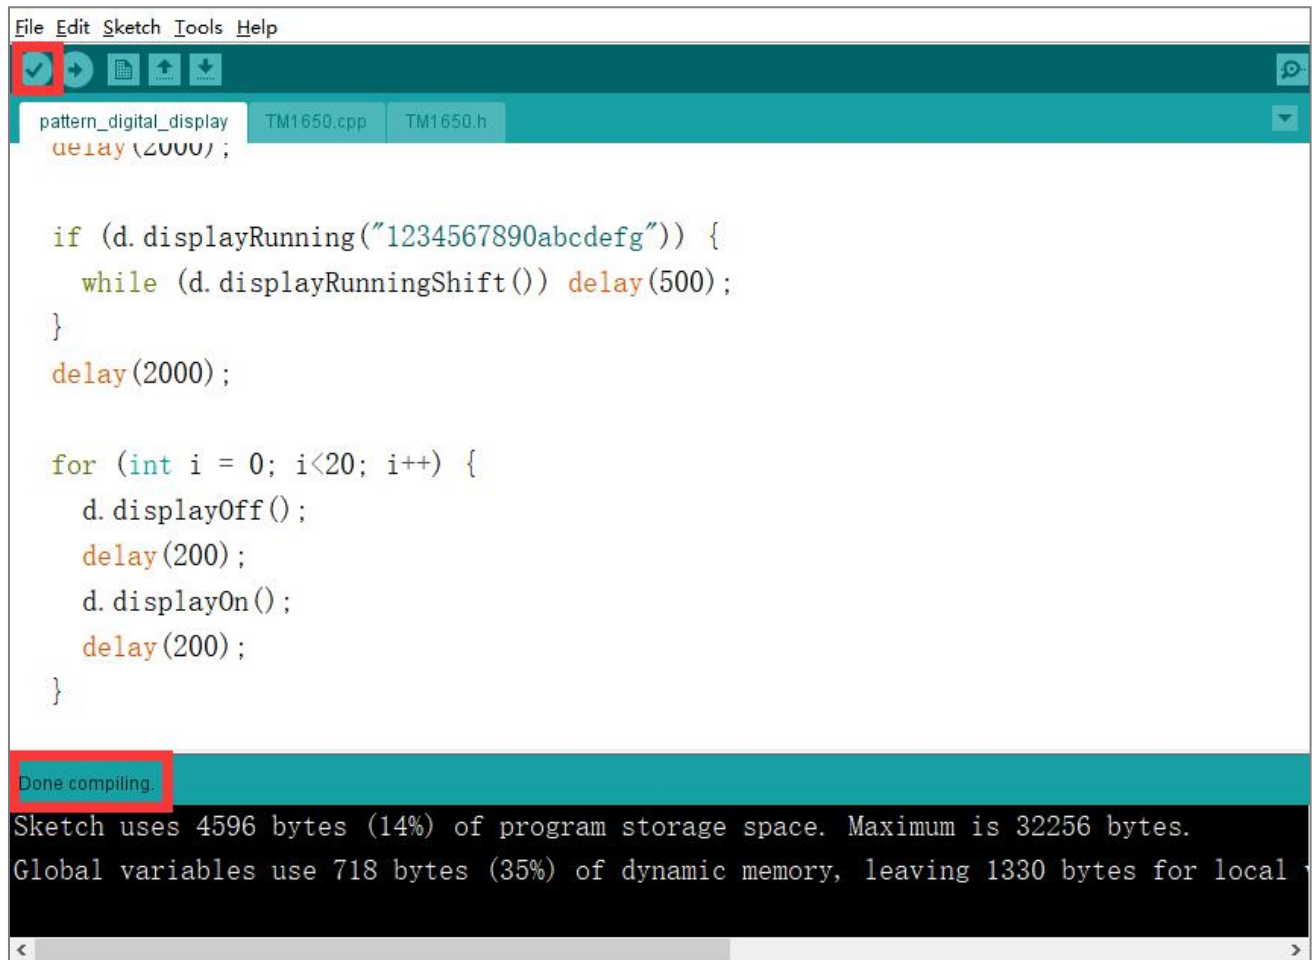 File Edit Sketch Tools Help
pattern_digital_display TM1650.cpp TM1650.h
delay(2000);
if (d.displayRunning("1234567890abcdefg")) {
while (d.displayRunningShift()) delay(500);
}
delay(2000);
for (int i = 0; i<20; i++) {
d.displayOff();
delay(200);
d.displayOn();
delay(200);
}
Done compiling.
Sketch uses 4596 bytes (14%) of program storage space. Maximum is 32256 bytes.
Global variables use 718 bytes (35%) of dynamic memory, leaving 1330 bytes for local